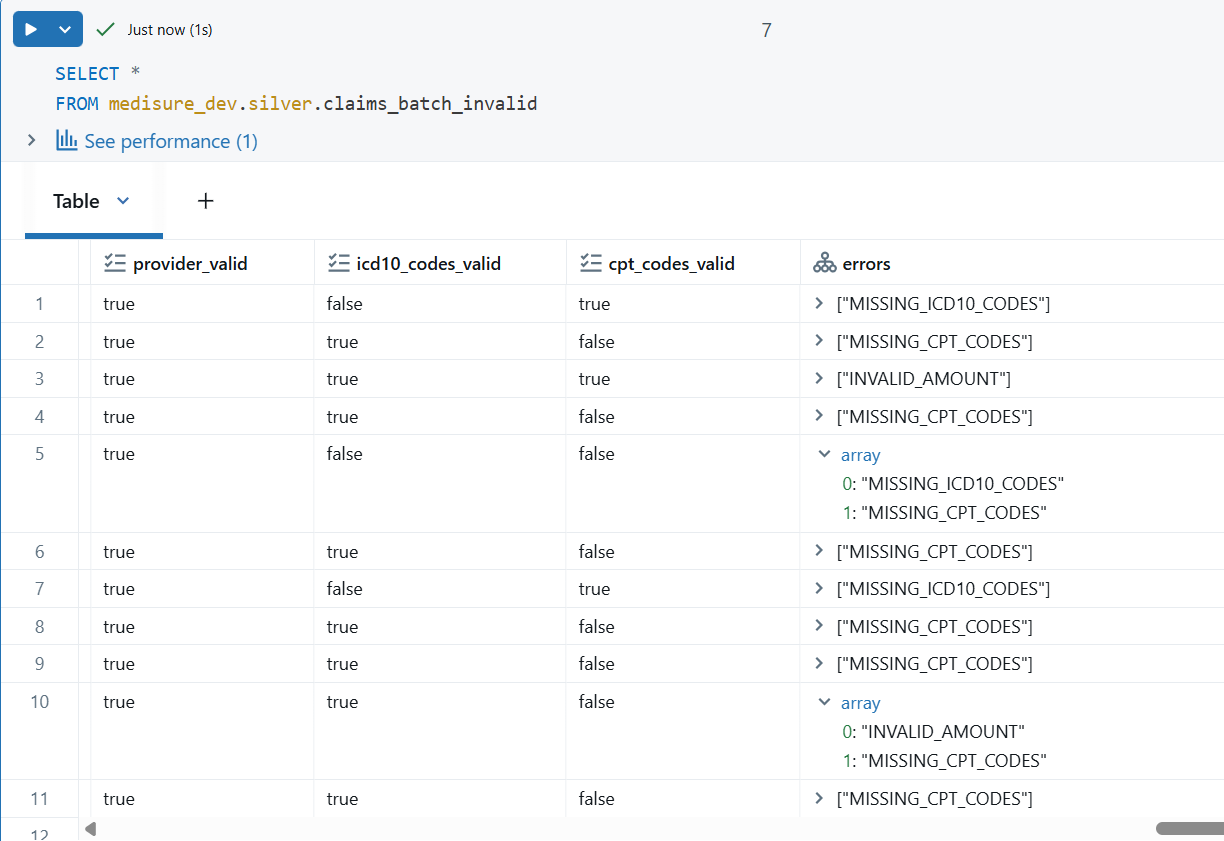 Just now (1s)
7
SELECT *
FROM medisure_dev.silver.claims_batch_invalid
See performance (1)
Table
provider_valid icd10_codes_valid cpt_codes_valid errors
1 true false true ["MISSING_ICD10_CODES"]
2 true true false ["MISSING_CPT_CODES"]
3 true true true ["INVALID_AMOUNT"]
4 true true false ["MISSING_CPT_CODES"]
5 true false false array
0: "MISSING_ICD10_CODES"
1: "MISSING_CPT_CODES"
6 true true false ["MISSING_CPT_CODES"]
7 true false true ["MISSING_ICD10_CODES"]
8 true true false ["MISSING_CPT_CODES"]
9 true true false ["MISSING_CPT_CODES"]
10 true true false array
0: "INVALID_AMOUNT"
1: "MISSING_CPT_CODES"
11 true true false ["MISSING_CPT_CODES"]
12